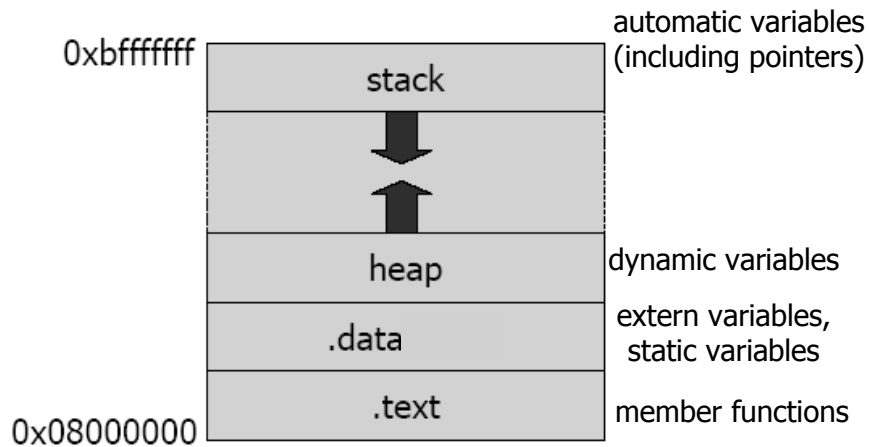 automatic variables
0xbfffffff
(including pointers)
stack
heap
dynamic variables
.data
extern variables,
static variables
.text
member functions
0x08000000